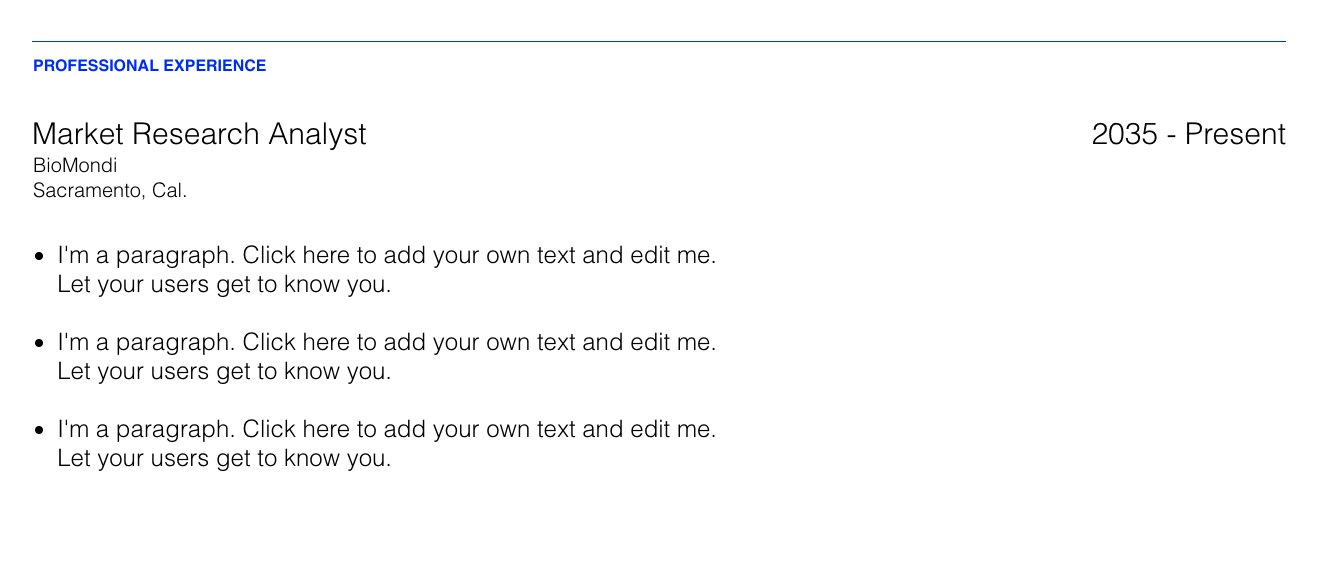 PROFESSIONAL EXPERIENCE
Market Research Analyst
2035 - Present
BioMondi
Sacramento, Cal.
• I'm a paragraph. Click here to add your own text and edit me.
Let your users get to know you.
• I'm a paragraph. Click here to add your own text and edit me.
Let your users get to know you.
• I'm a paragraph. Click here to add your own text and edit me.
Let your users get to know you.